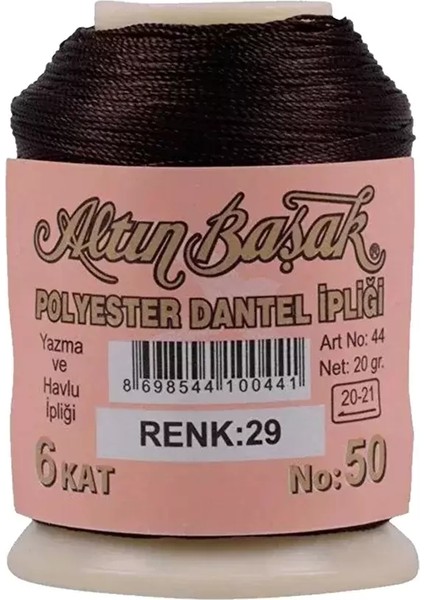 Altın Başak®
POLYESTER DANTEL İPLİĞİ
Yazma
ve
Havlu
İpliği
8 698544 100441
Art No: 44
Net: 20 gr.
20-21
RENK:29
6 KAT
No:50